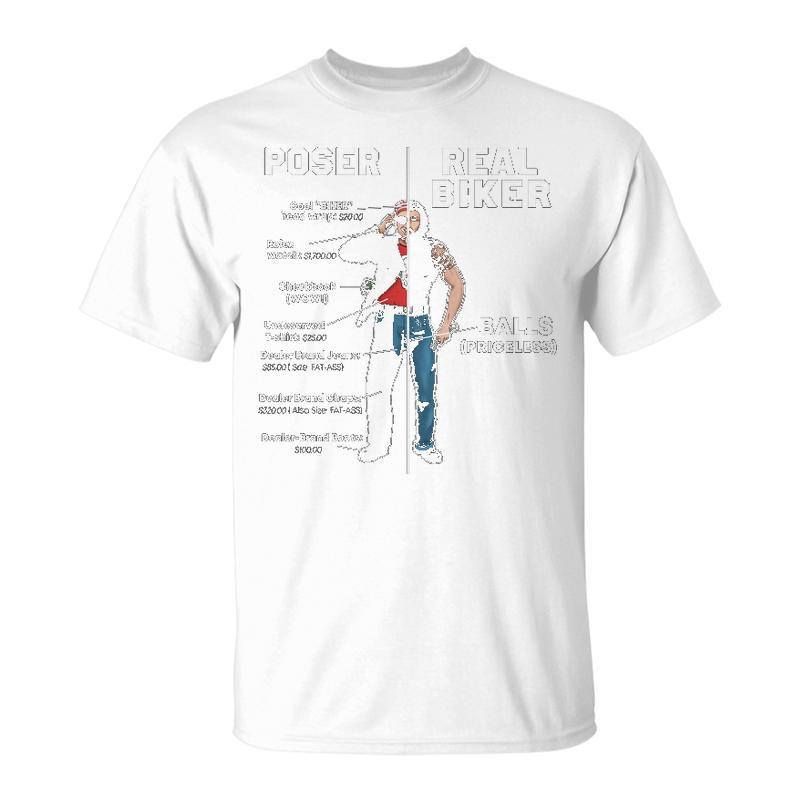 POSER
REAL
BIKER
Cool "BIKER"
head wrap: $20.00
Rolex
watch: $1,700.00
Checkbook
(WOW!)
T-shirt: $25.00
Dealer Brand Jeans:
$85.00 ( Size FAT-ASS)
BALLS
(PRICELESS)
Dealer Brand Chaps:
$320.00 ( Also Size FAT-ASS)
Dealer-Brand Boots:
$100.00